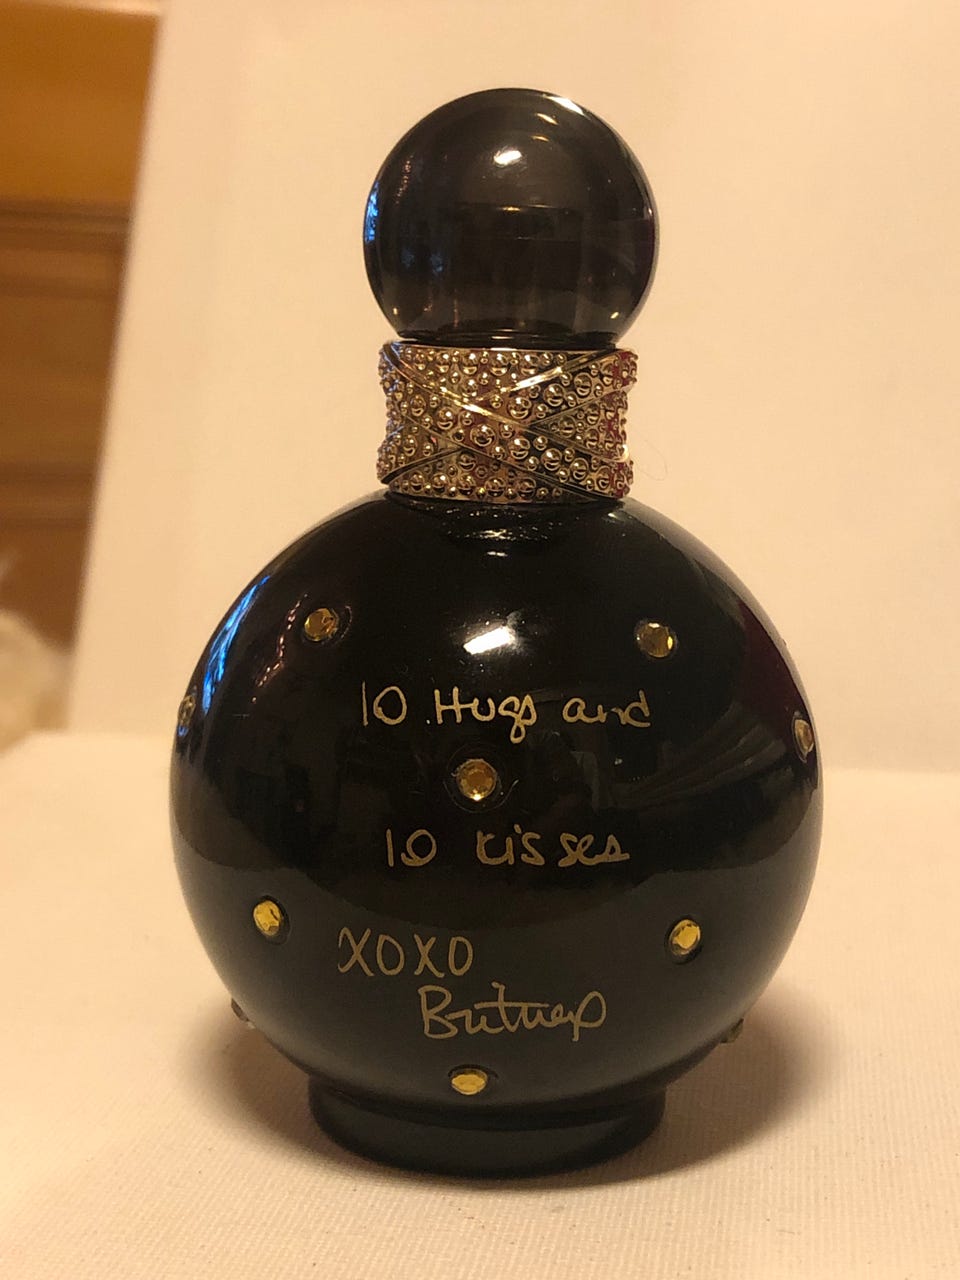 10 Hugs and
10 kisses
XOXO
Britney